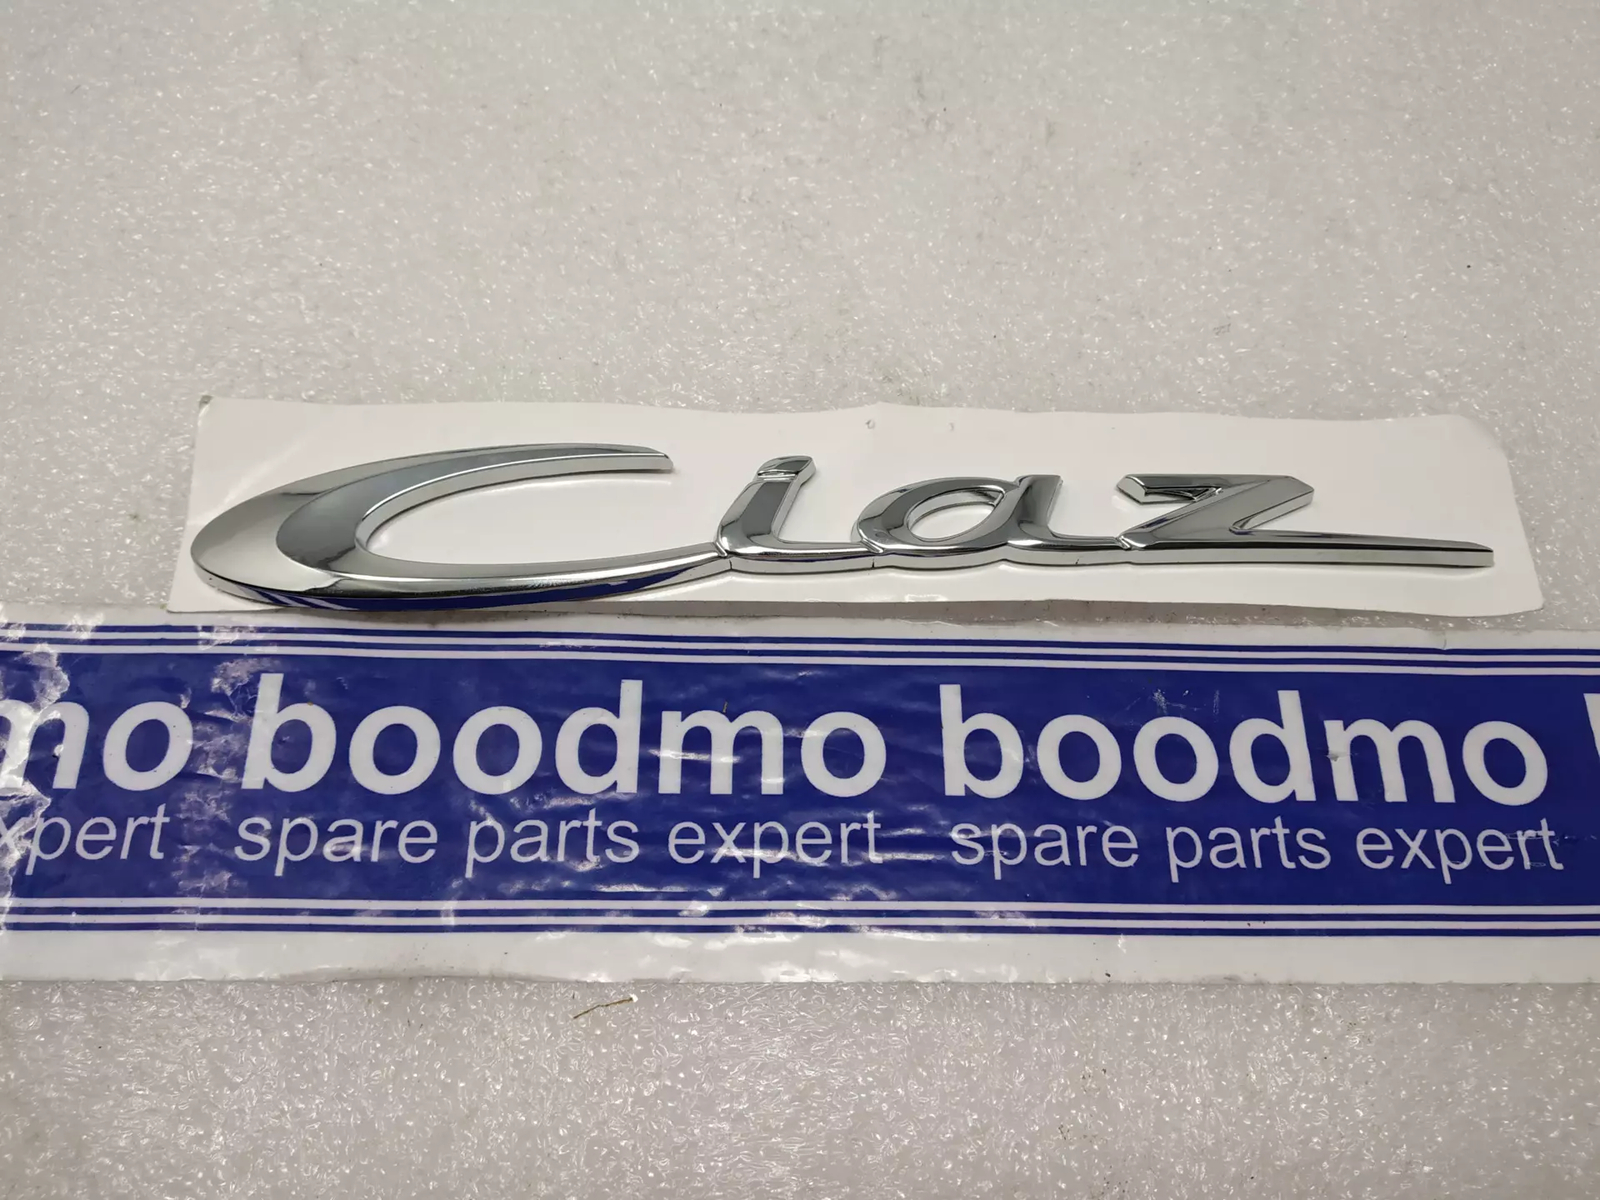 Ciaz
mo boodmo boodmo
xpert spare parts expert spare parts expert